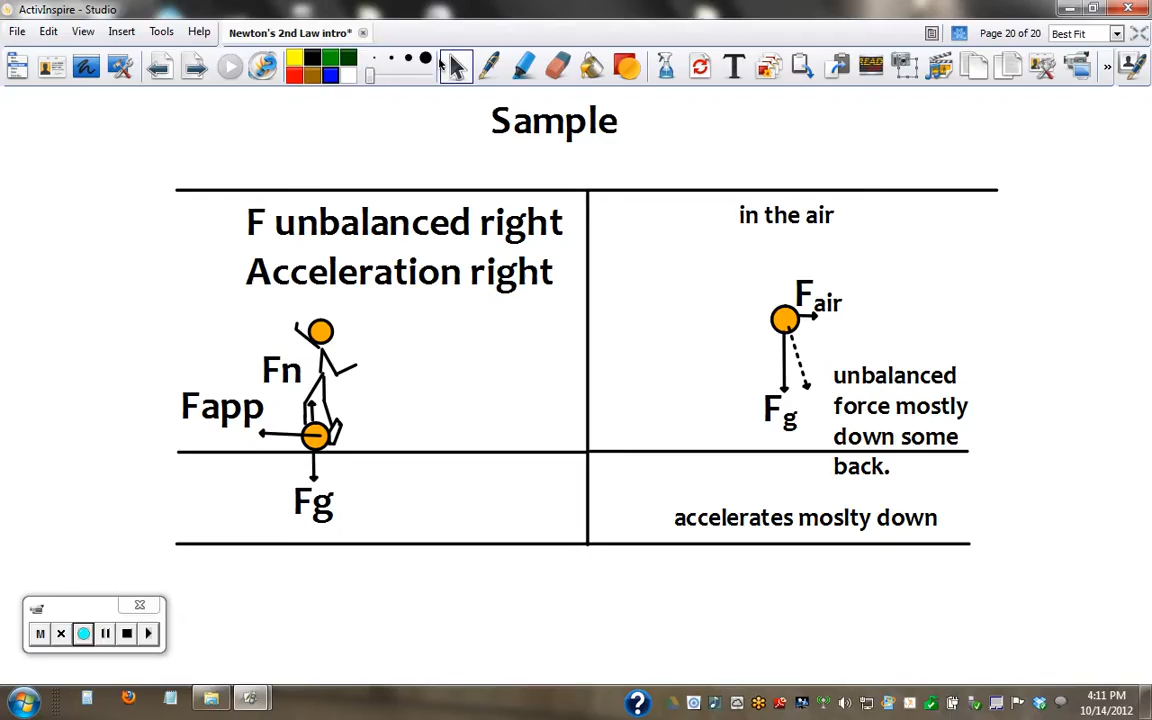 ActivInspire - Studio
File Edit View Insert Tools Help
Newton's 2nd Law intro*
Page 20 of 20
Best Fit
T
READ
»
Sample
F unbalanced right
Acceleration right
Fn
Fapp
Fg
in the air
Fair
Fg
unbalanced
force mostly
down some
back.
accelerates moslty down
M
?
4:11 PM
10/14/2012